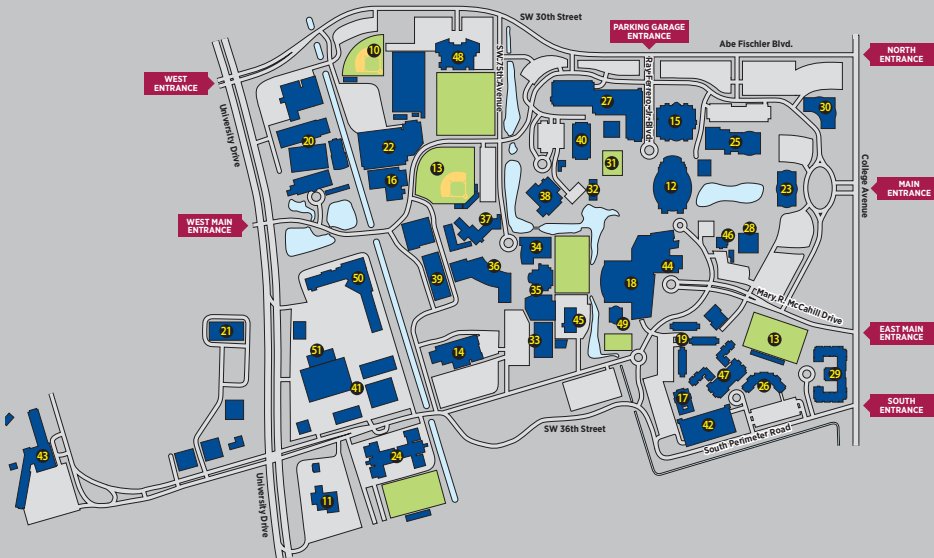 SW 30th Street
PARKING GARAGE
ENTRANCE
Abe Fischler Blvd.
NORTH
ENTRANCE
10
48
SW 75th Avenue
Ray Ferrero Jr. Blvd.
WEST
ENTRANCE
University Drive
27
15
30
20
22
40
25
31
13
16
38
32
12
23
College Avenue
MAIN
ENTRANCE
WEST MAIN
ENTRANCE
37
34
46
28
50
39
36
35
18
44
Mary R. McCahill Drive
21
45
49
EAST MAIN
ENTRANCE
51
14
33
19
13
41
47
26
29
17
SOUTH
ENTRANCE
42
SW 36th Street
South Perimeter Road
43
24
University Drive
11